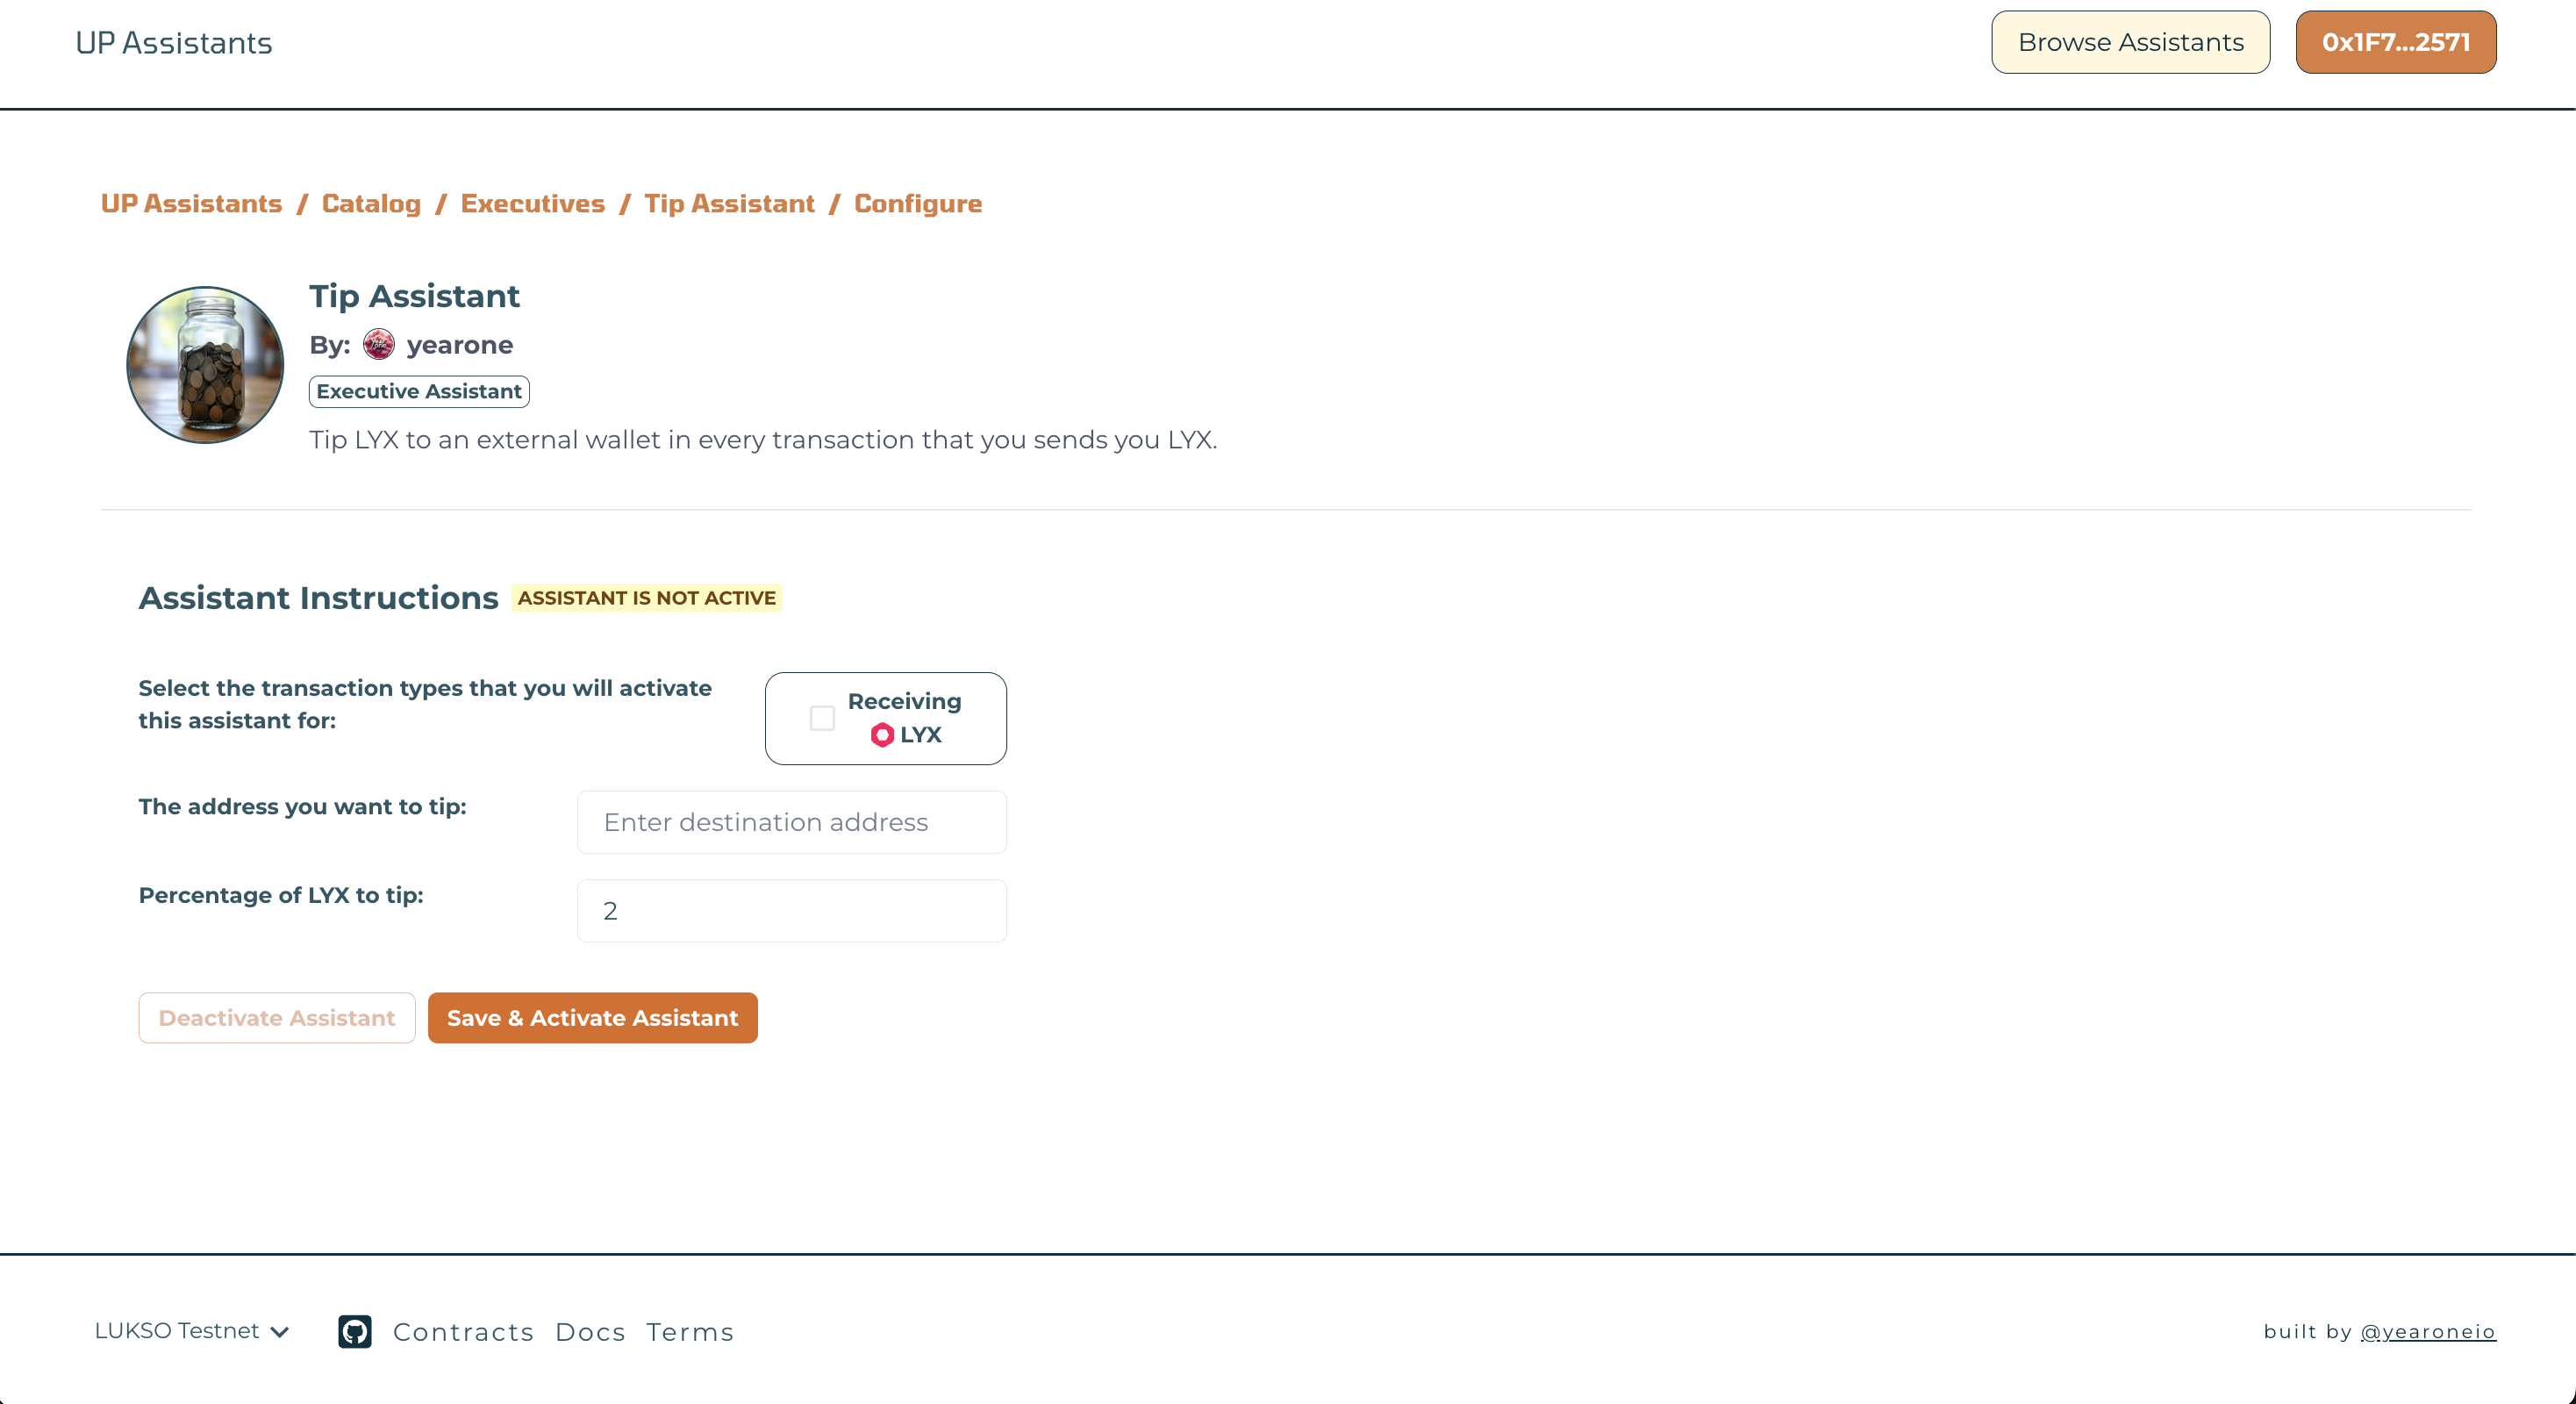 UP Assistants
Browse Assistants
0x1F7...2571
UP Assistants / Catalog / Executives / Tip Assistant / Configure
Tip Assistant
By: yearone
Executive Assistant
Tip LYX to an external wallet in every transaction that you sends you LYX.
Assistant Instructions ASSISTANT IS NOT ACTIVE
Select the transaction types that you will activate
this assistant for:
Receiving
LYX
The address you want to tip:
Enter destination address
Percentage of LYX to tip:
2
Deactivate Assistant
Save & Activate Assistant
LUKSO Testnet
Contracts Docs Terms
built by @yearoneio